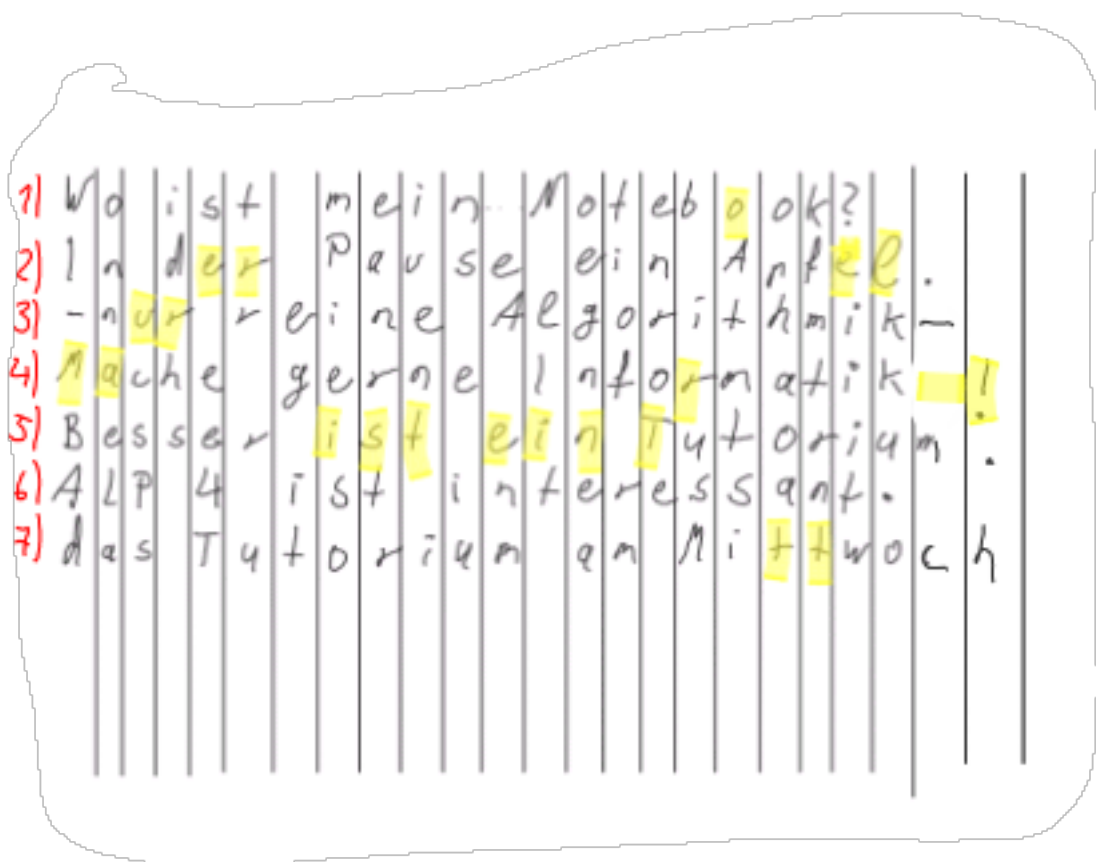 1) Wo ist mein Notebook?
2) In der Pause ein Apfel.
3) -nur reine Algorithmik-
4) Mache gerne Informatik !
5) Besser ist ein Tutorium.
6) ALP 4 ist interessant.
7) das Tutorium am Mittwoch